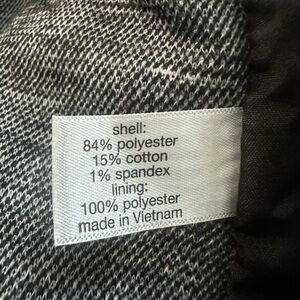 shell:
84% polyester
15% cotton
1% spandex
lining:
100% polyester
made in Vietnam